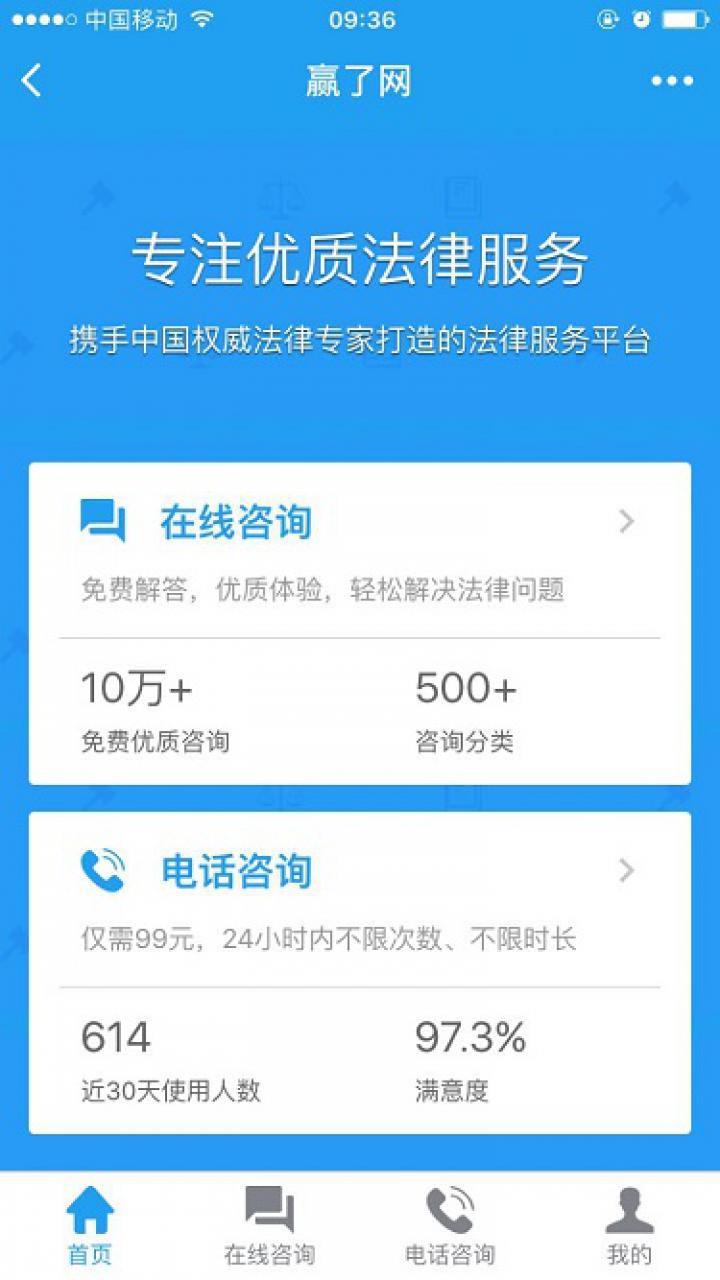 中国移动 09:36
赢了网
专注优质法律服务
携手中国权威法律专家打造的法律服务平台
在线咨询
免费解答，优质体验，轻松解决法律问题
10万+ 500+
免费优质咨询 咨询分类
电话咨询
仅需99元，24小时内不限次数、不限时长
614 97.3%
近30天使用人数 满意度
首页 在线咨询 电话咨询 我的